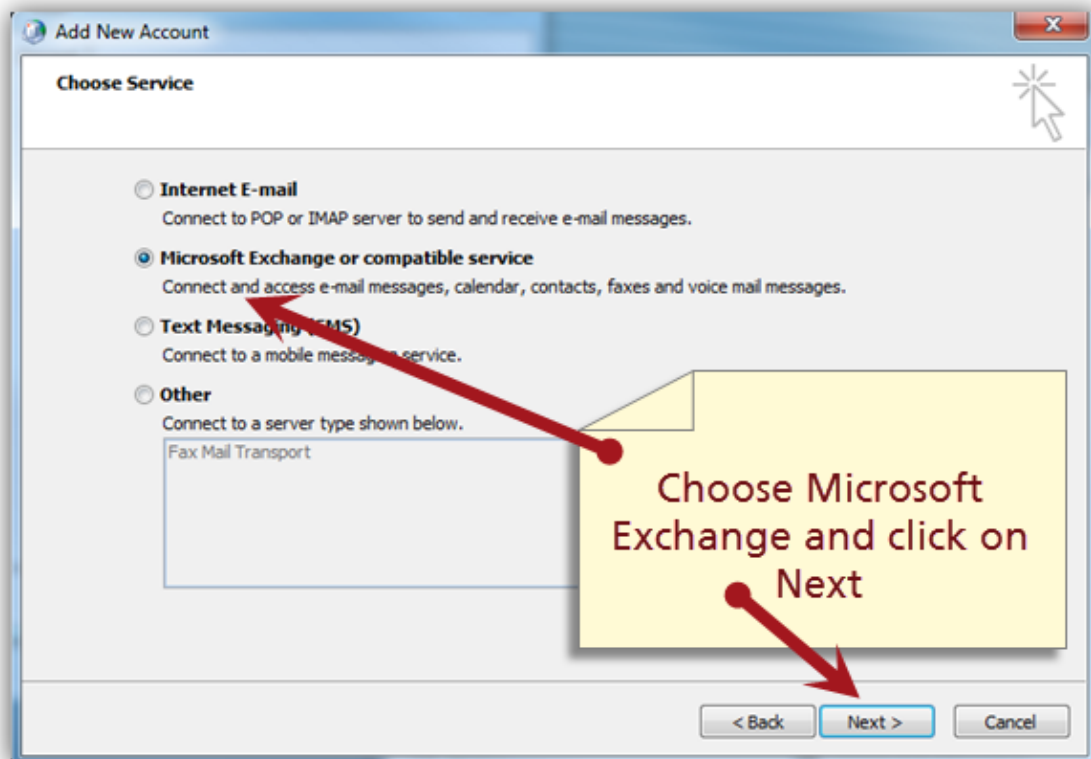 Add New Account
Choose Service
Internet E-mail
Connect to POP or IMAP server to send and receive e-mail messages.
Microsoft Exchange or compatible service
Connect and access e-mail messages, calendar, contacts, faxes and voice mail messages.
Text Messaging (SMS)
Connect to a mobile messaging service.
Other
Connect to a server type shown below.
Fax Mail Transport
Choose Microsoft
Exchange and click on
Next
< Back
Next >
Cancel